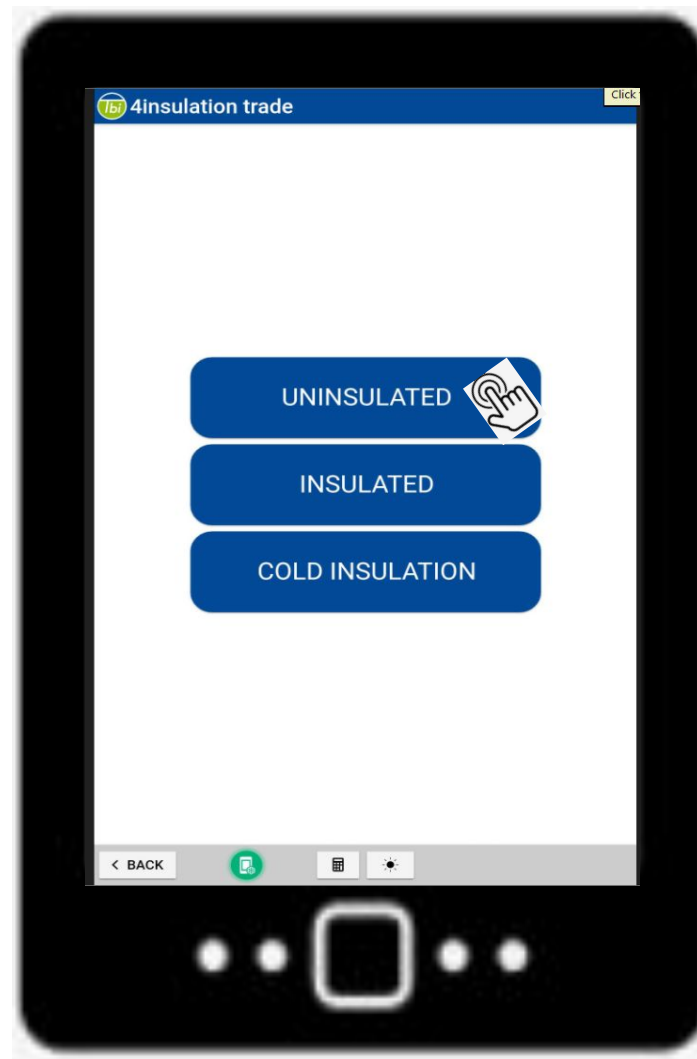 Tbi 4insulation trade
Click
UNINSULATED
INSULATED
COLD INSULATION
< BACK